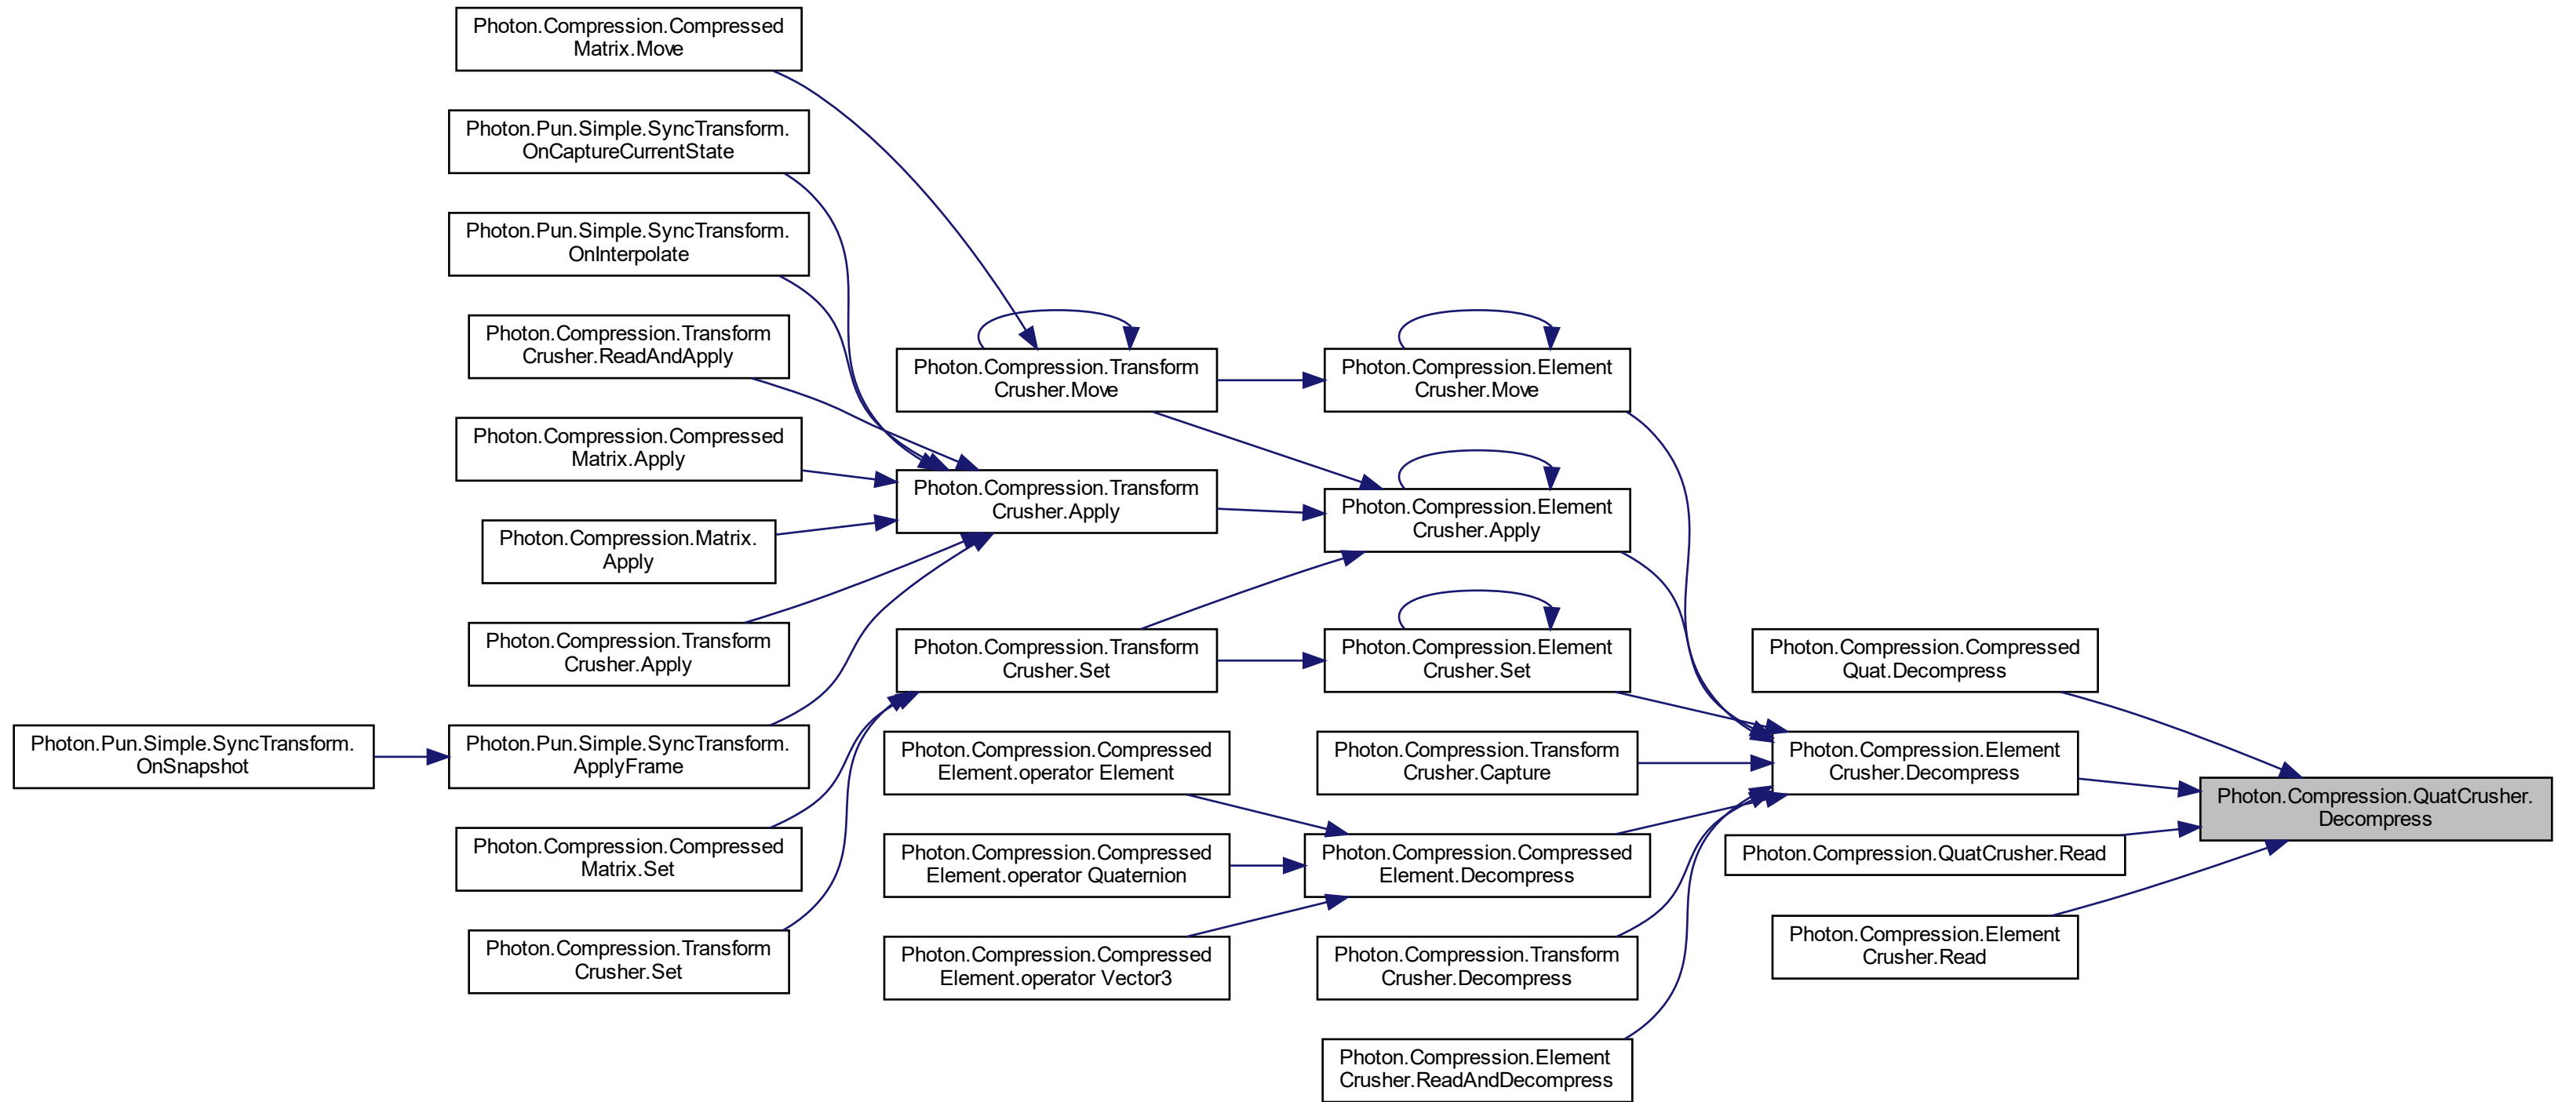 Photon.Compression.Compressed
Matrix.Move
Photon.Pun.Simple.SyncTransform.
OnCaptureCurrentState
Photon.Pun.Simple.SyncTransform.
OnInterpolate
Photon.Compression.Transform
Crusher.ReadAndApply
Photon.Compression.Compressed
Matrix.Apply
Photon.Compression.Matrix.
Apply
Photon.Compression.Transform
Crusher.Apply
Photon.Pun.Simple.SyncTransform.
OnSnapshot
Photon.Pun.Simple.SyncTransform.
ApplyFrame
Photon.Compression.Compressed
Matrix.Set
Photon.Compression.Transform
Crusher.Set
Photon.Compression.Transform
Crusher.Move
Photon.Compression.Transform
Crusher.Apply
Photon.Compression.Transform
Crusher.Set
Photon.Compression.Compressed
Element.operator Element
Photon.Compression.Compressed
Element.operator Quaternion
Photon.Compression.Compressed
Element.operator Vector3
Photon.Compression.Element
Crusher.Move
Photon.Compression.Element
Crusher.Apply
Photon.Compression.Element
Crusher.Set
Photon.Compression.Transform
Crusher.Capture
Photon.Compression.Compressed
Element.Decompress
Photon.Compression.Transform
Crusher.Decompress
Photon.Compression.Element
Crusher.ReadAndDecompress
Photon.Compression.Compressed
Quat.Decompress
Photon.Compression.Element
Crusher.Decompress
Photon.Compression.QuatCrusher.Read
Photon.Compression.Element
Crusher.Read
Photon.Compression.QuatCrusher.
Decompress